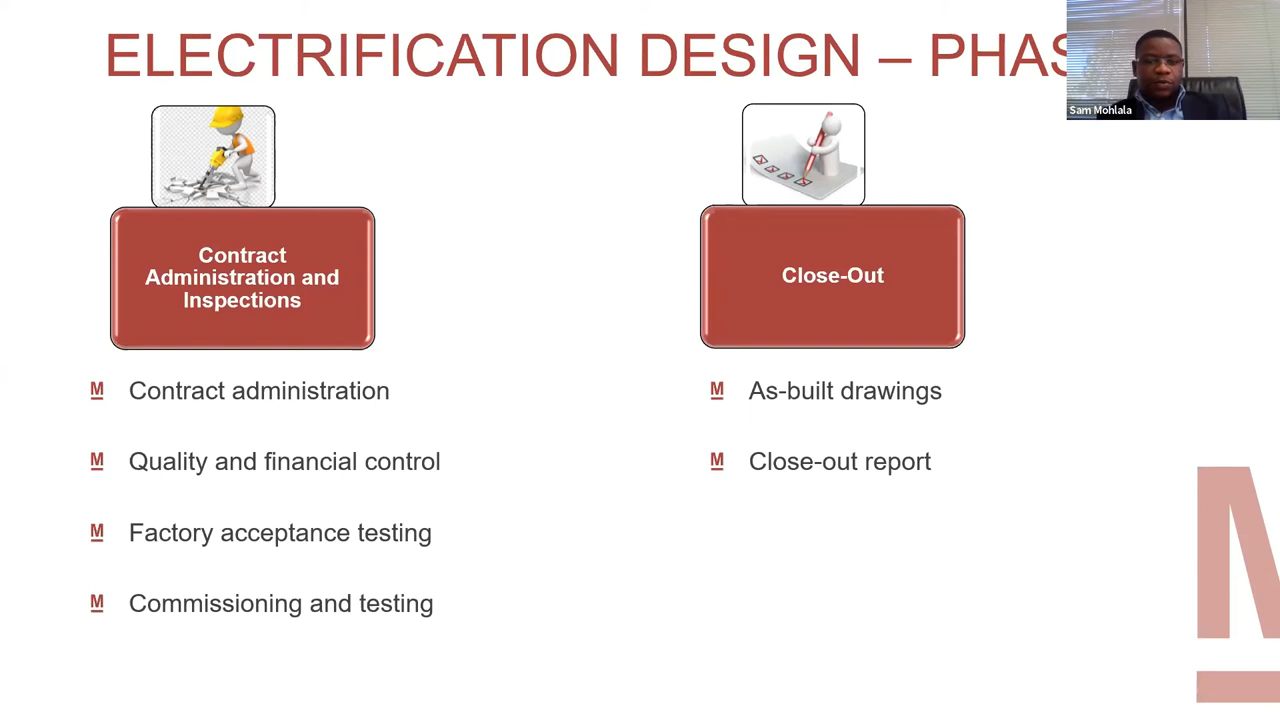 ELECTRIFICATION DESIGN – PHAS
Sam Mohlala
Contract
Administration and
Inspections
Close-Out
M Contract administration
M Quality and financial control
M Factory acceptance testing
M Commissioning and testing
M As-built drawings
M Close-out report
M